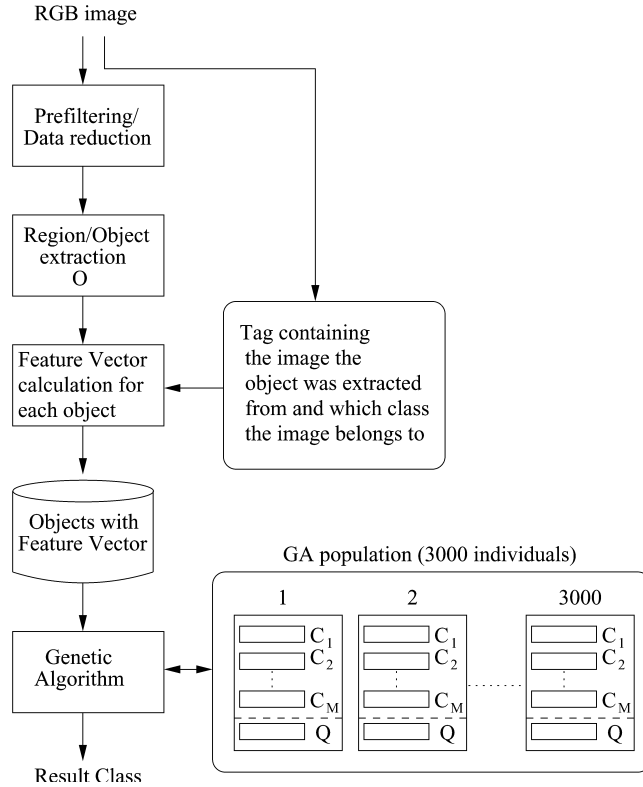 RGB image
Prefiltering/
Data reduction
Region/Object
extraction
O
Tag containing
the image the
object was extracted
from and which class
the image belongs to
Feature Vector
calculation for
each object
Objects with
Feature Vector
GA population (3000 individuals)
1 2 3000
C1 C1 C1
C2 C2 C2
CM CM CM
Q Q Q
Genetic
Algorithm
Result Class